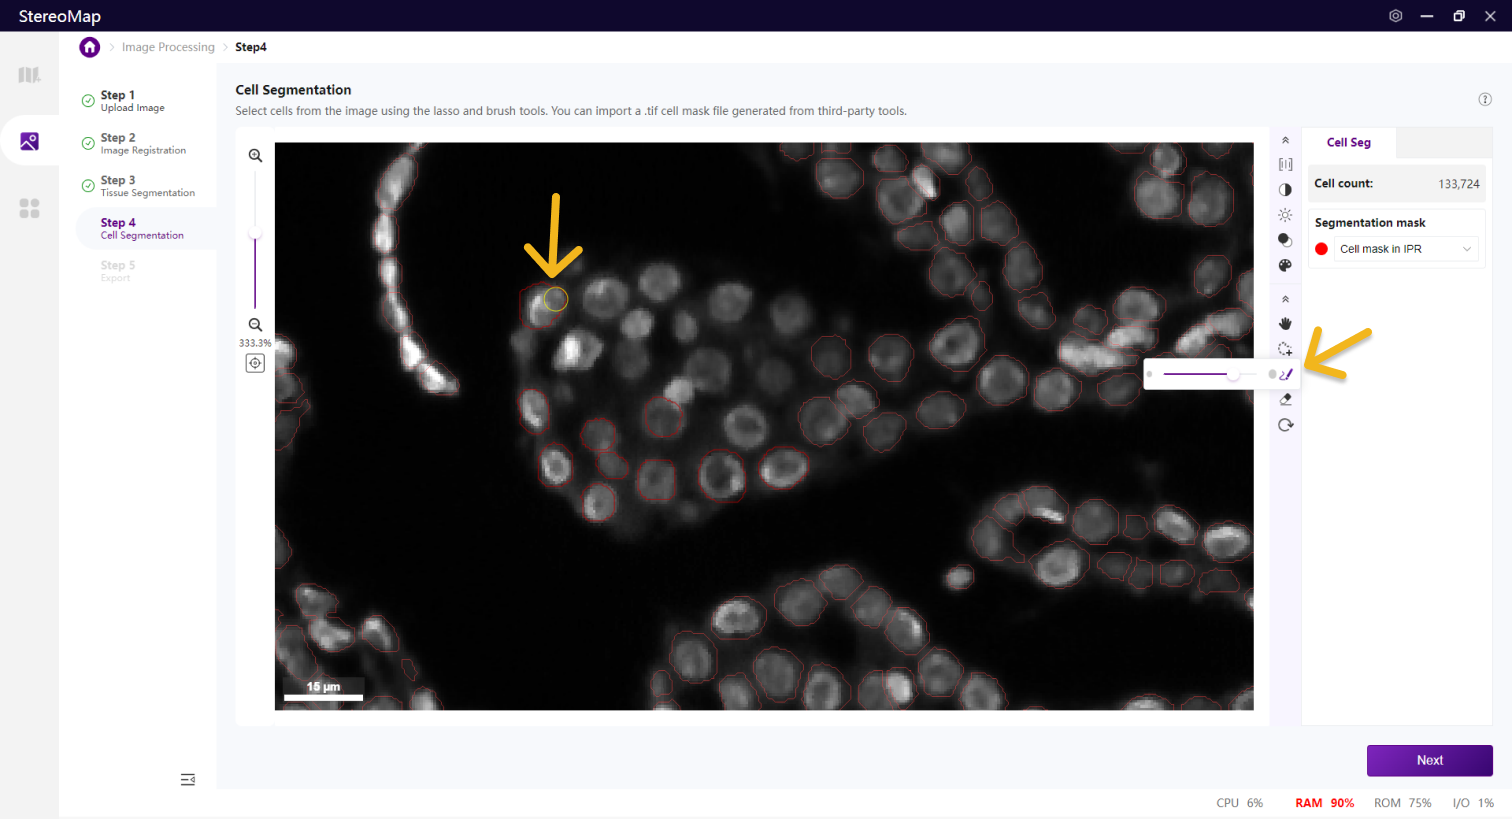 StereoMap
Image Processing
Step4
Step 1
Upload Image
Step 2
Image Registration
Step 3
Tissue Segmentation
Step 4
Cell Segmentation
Step 5
Export
Cell Segmentation
Select cells from the image using the lasso and brush tools. You can import a .tif cell mask file generated from third-party tools.
333.3%
15 μm
Cell Seg
Cell count: 133,724
Segmentation mask
Cell mask in IPR
Next
CPU 6% RAM 90% ROM 75% I/O 1%